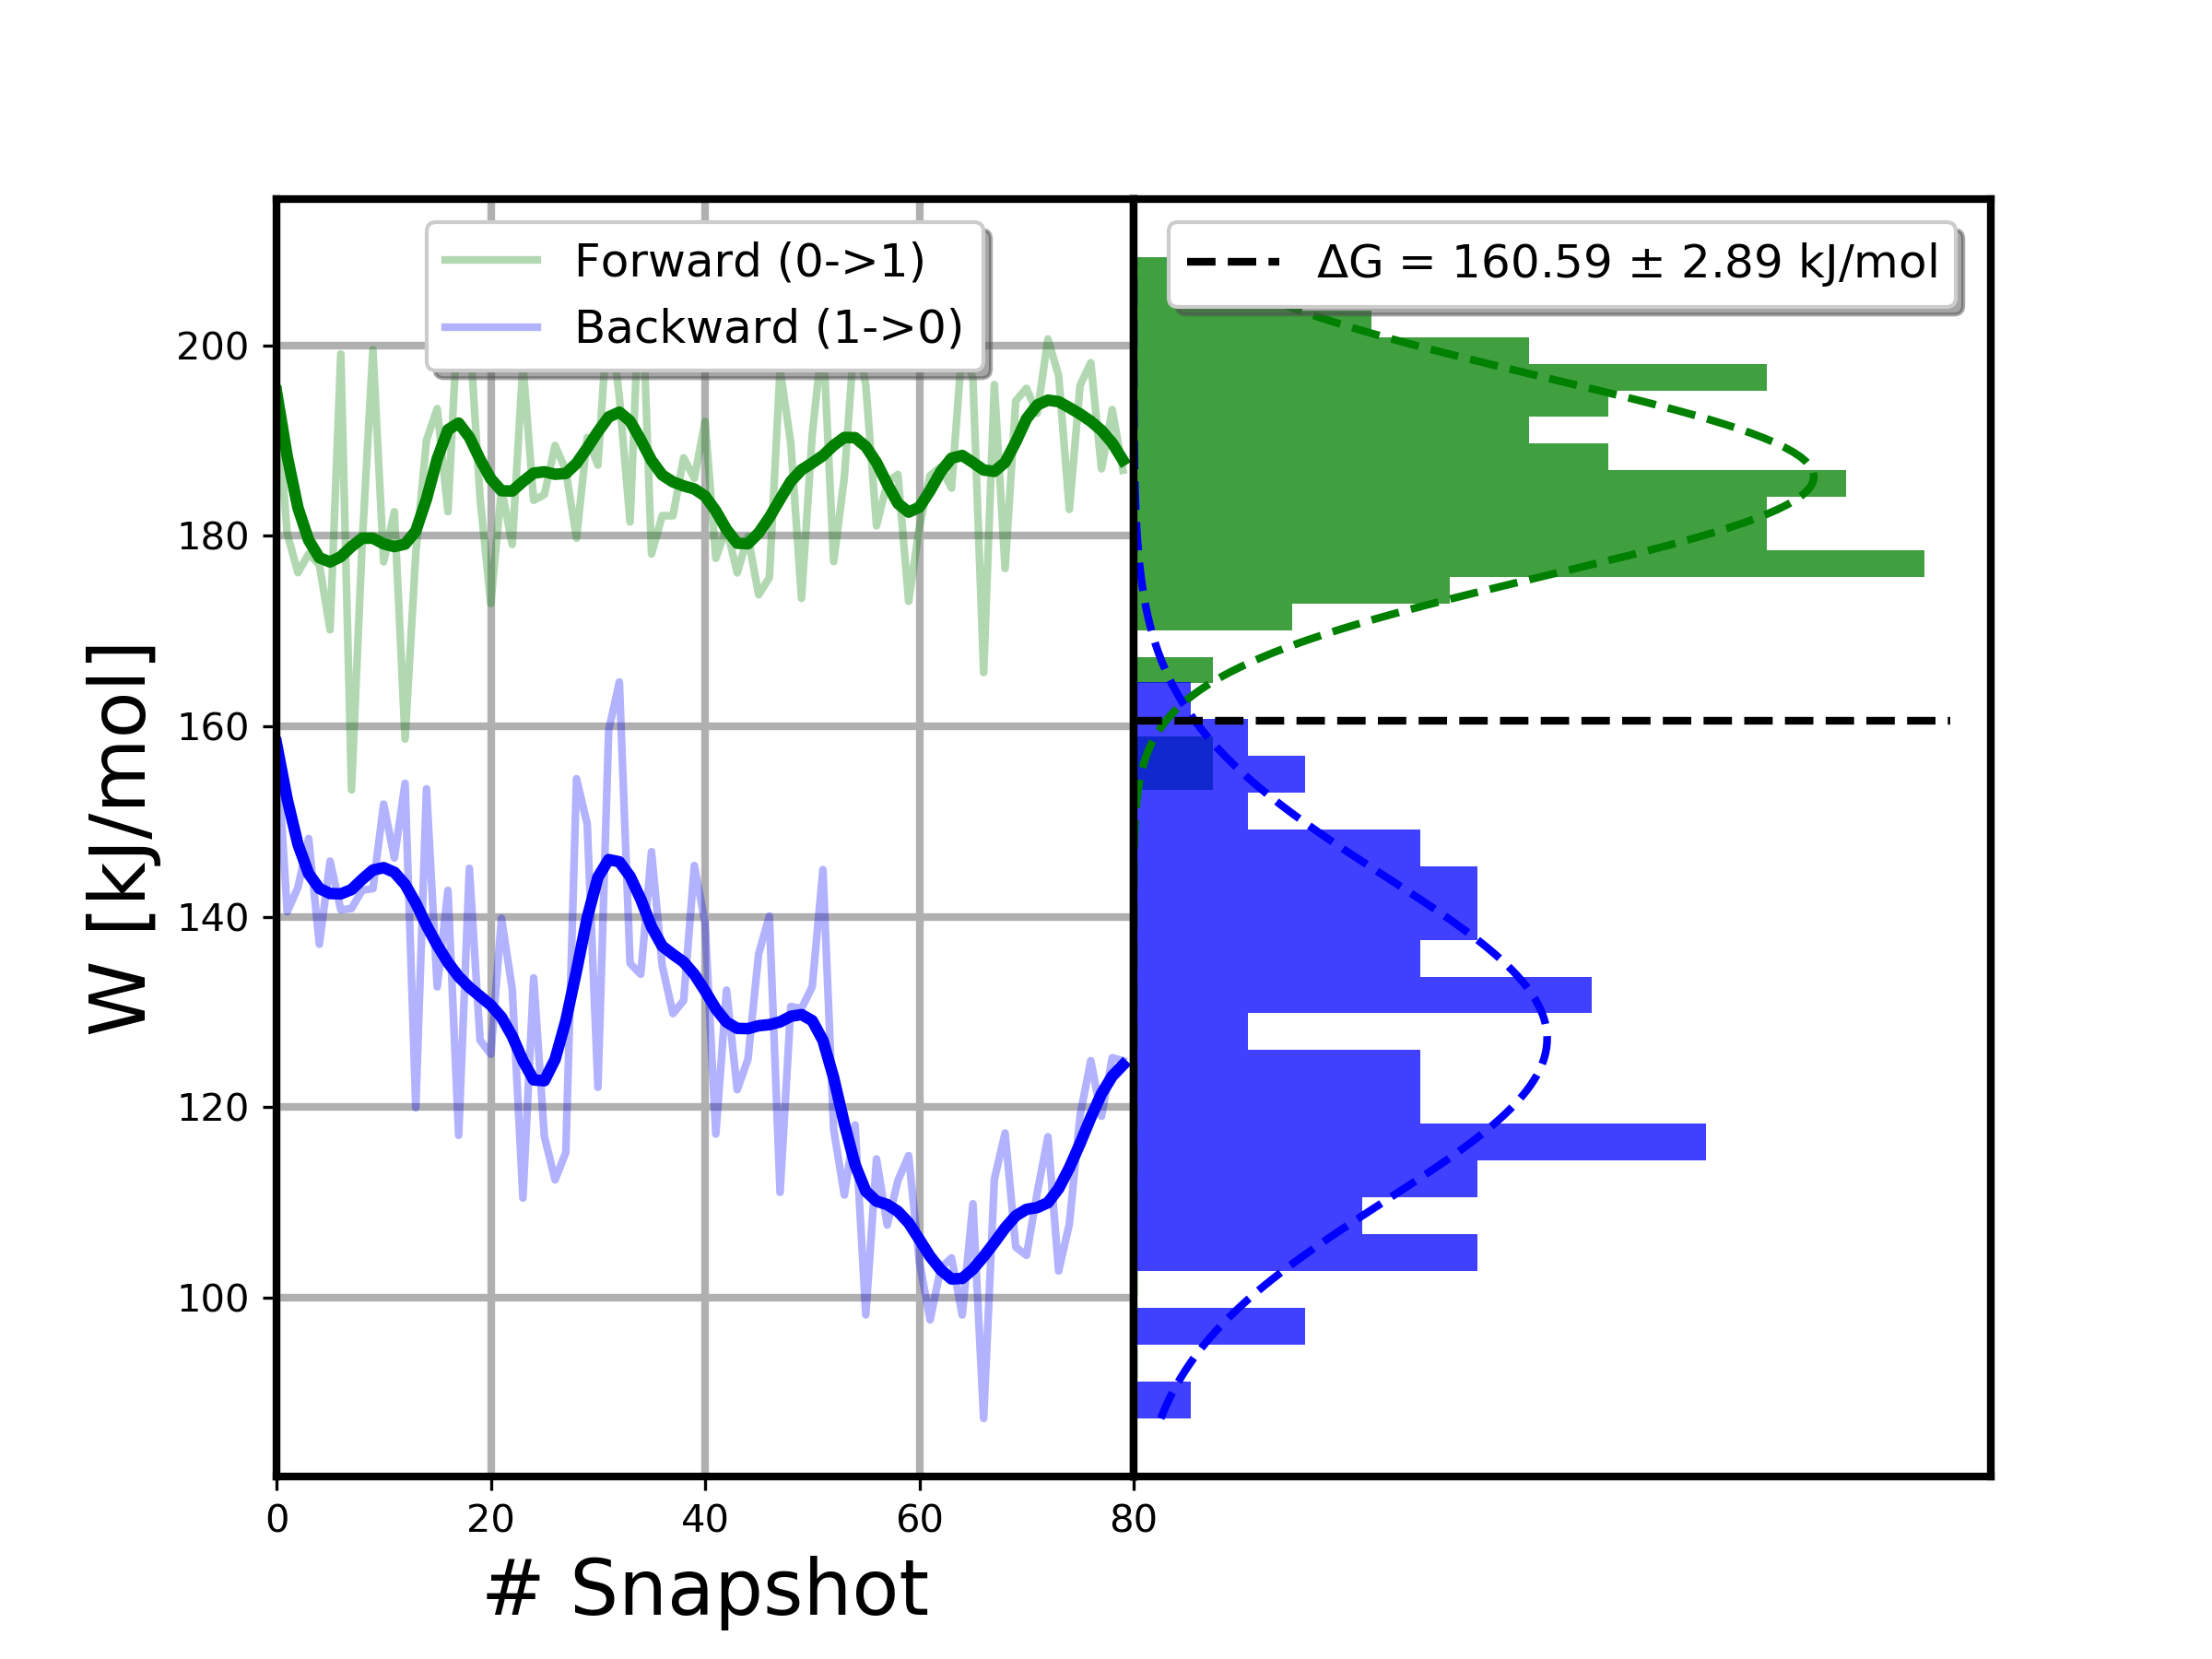 Forward (0->1)
Backward (1->0)
ΔG = 160.59 ± 2.89 kJ/mol
W [kJ/mol]
200
180
160
140
120
100
0 20 40 60 80
# Snapshot